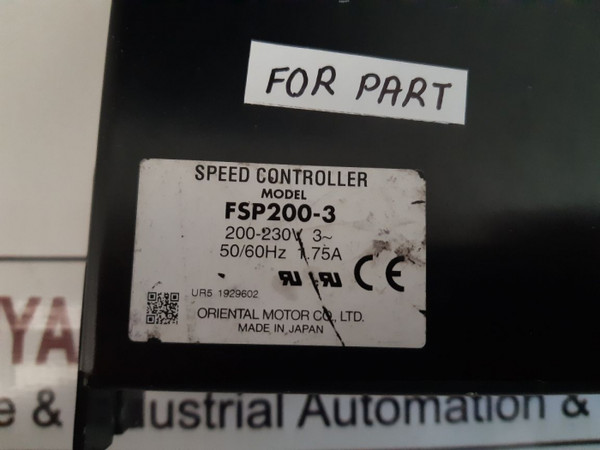 FOR PART
SPEED CONTROLLER
MODEL
FSP200-3
200-230V 3~
50/60Hz 1.75A
CE
UR5 1929602
ORIENTAL MOTOR CO., LTD.
MADE IN JAPAN
YA
e & ustrial Automation &